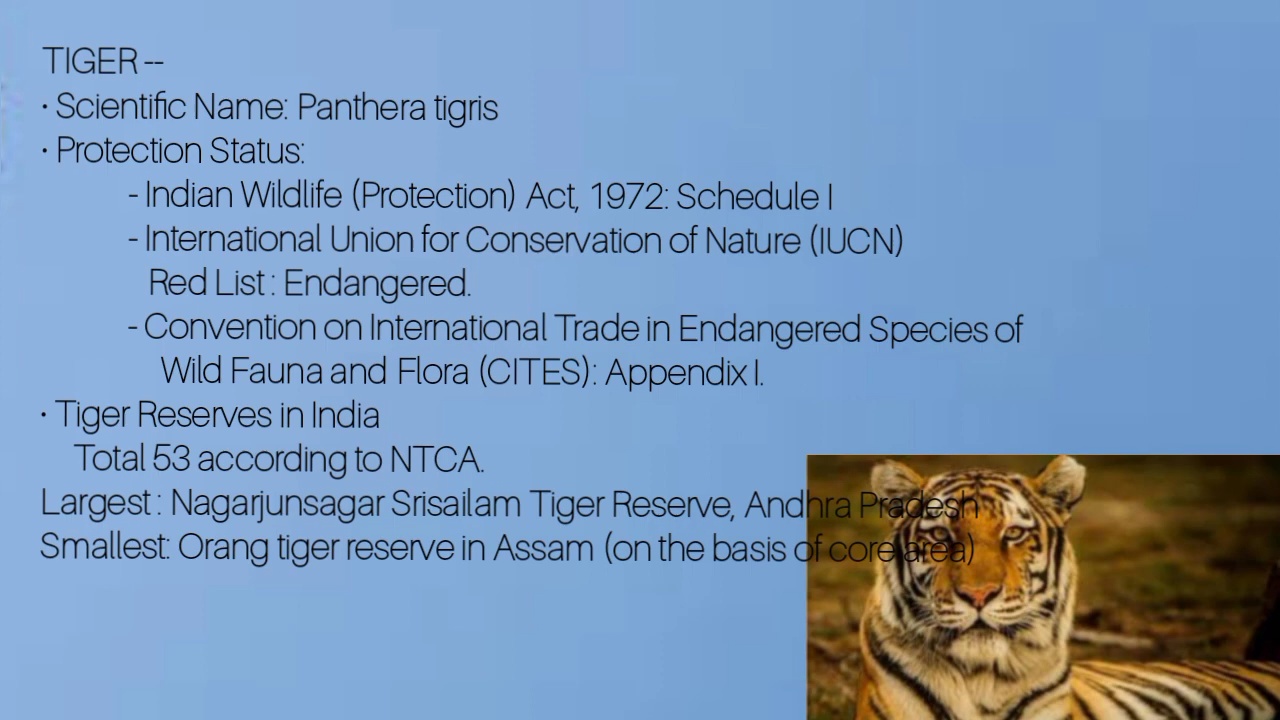 TIGER --
• Scientific Name: Panthera tigris
• Protection Status:
- Indian Wildlife (Protection) Act, 1972: Schedule I
- International Union for Conservation of Nature (IUCN)
Red List : Endangered.
- Convention on International Trade in Endangered Species of
Wild Fauna and Flora (CITES): Appendix I.
• Tiger Reserves in India
Total 53 according to NTCA.
Largest : Nagarjunsagar Srisailam Tiger Reserve, Andhra Pradesh
Smallest: Orang tiger reserve in Assam (on the basis of core area)